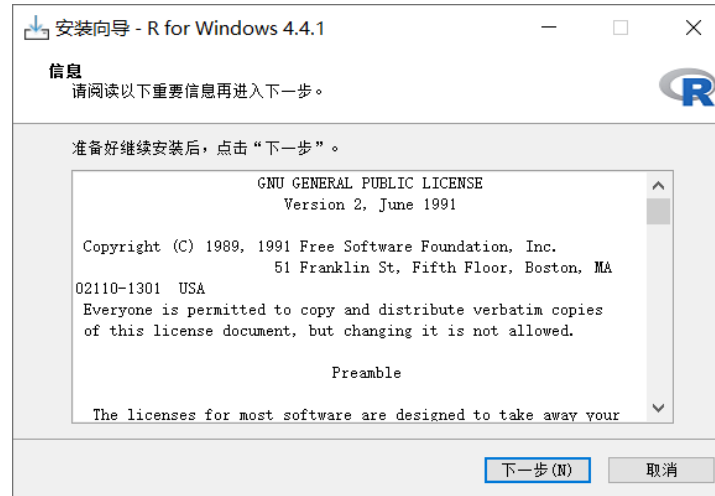 安装向导 - R for Windows 4.4.1
信息
请阅读以下重要信息再进入下一步。
R
准备好继续安装后，点击“下一步”。
GNU GENERAL PUBLIC LICENSE
Version 2, June 1991
Copyright (C) 1989, 1991 Free Software Foundation, Inc.
51 Franklin St, Fifth Floor, Boston, MA
02110-1301 USA
Everyone is permitted to copy and distribute verbatim copies
of this license document, but changing it is not allowed.
Preamble
The licenses for most software are designed to take away your
下一步(N)
取消